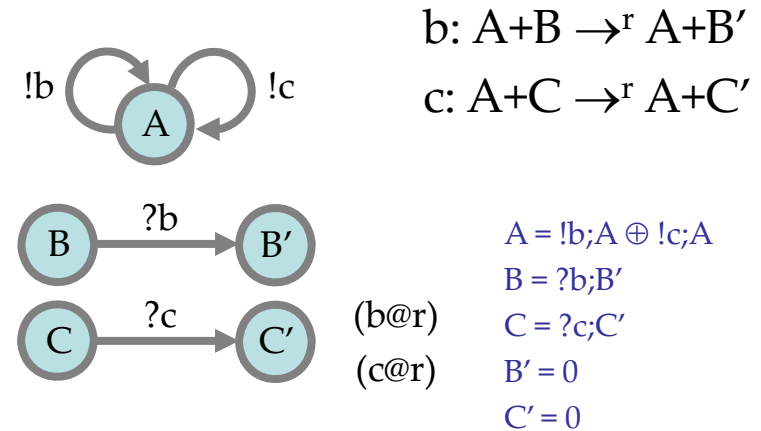 b: A+B →ʳ A+B’
c: A+C →ʳ A+C’
!b
!c
A
?b
B
B’
?c
C
C’
(b@r)
(c@r)
A = !b;A ⊕ !c;A
B = ?b;B’
C = ?c;C’
B’ = 0
C’ = 0